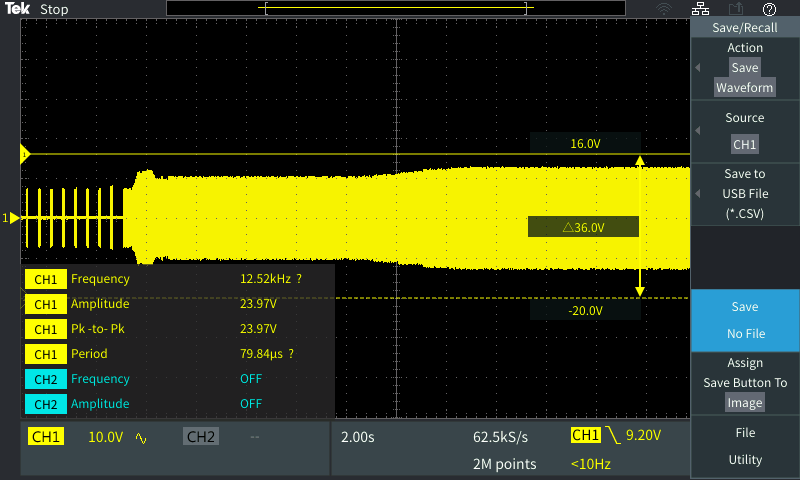 Tek Stop
Save/Recall
Action
Save
Waveform
Source
CH1
Save to
USB File
(*.CSV)
Save
No File
Assign
Save Button To
Image
File
Utility
1
16.0V
1
△36.0V
-20.0V
CH1 Frequency 12.52kHz ?
CH1 Amplitude 23.97V
CH1 Pk -to- Pk 23.97V
CH1 Period 79.84µs ?
CH2 Frequency OFF
CH2 Amplitude OFF
CH1 10.0V CH2 -- 2.00s 62.5kS/s CH1 9.20V
2M points <10Hz